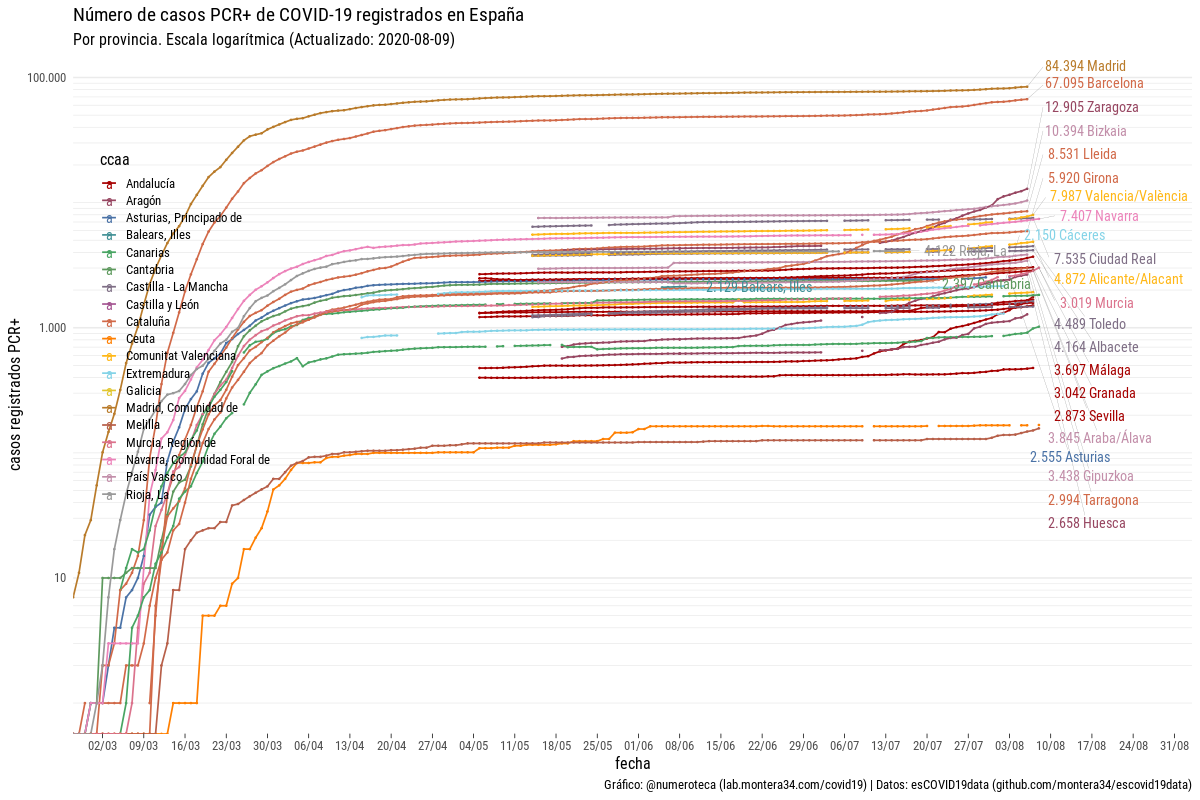 Número de casos PCR+ de COVID-19 registrados en España
Por provincia. Escala logarítmica (Actualizado: 2020-08-09)
casos registrados PCR+
100.000
1.000
10
ccaa
a Andalucía
a Aragón
a Asturias, Principado de
a Balears, Illes
a Canarias
a Cantabria
a Castilla - La Mancha
a Castilla y León
a Cataluña
a Ceuta
a Comunitat Valenciana
a Extremadura
a Galicia
a Madrid, Comunidad de
a Melilla
a Murcia, Región de
a Navarra, Comunidad Foral de
a País Vasco
a Rioja, La
84.394 Madrid
67.095 Barcelona
12.905 Zaragoza
10.394 Bizkaia
8.531 Lleida
5.920 Girona
7.987 Valencia/València
7.407 Navarra
2.150 Cáceres
4.122 Rioja, La
7.535 Ciudad Real
4.872 Alicante/Alacant
2.397 Cantabria
2.129 Balears, Illes
3.019 Murcia
4.489 Toledo
4.164 Albacete
3.697 Málaga
3.042 Granada
2.873 Sevilla
3.845 Araba/Álava
2.555 Asturias
3.438 Gipuzkoa
2.994 Tarragona
2.658 Huesca
02/03 09/03 16/03 23/03 30/03 06/04 13/04 20/04 27/04 04/05 11/05 18/05 25/05 01/06 08/06 15/06 22/06 29/06 06/07 13/07 20/07 27/07 03/08 10/08 17/08 24/08 31/08
fecha
Gráfico: @numeroteca (lab.montera34.com/covid19) | Datos: esCOVID19data (github.com/montera34/escovid19data)